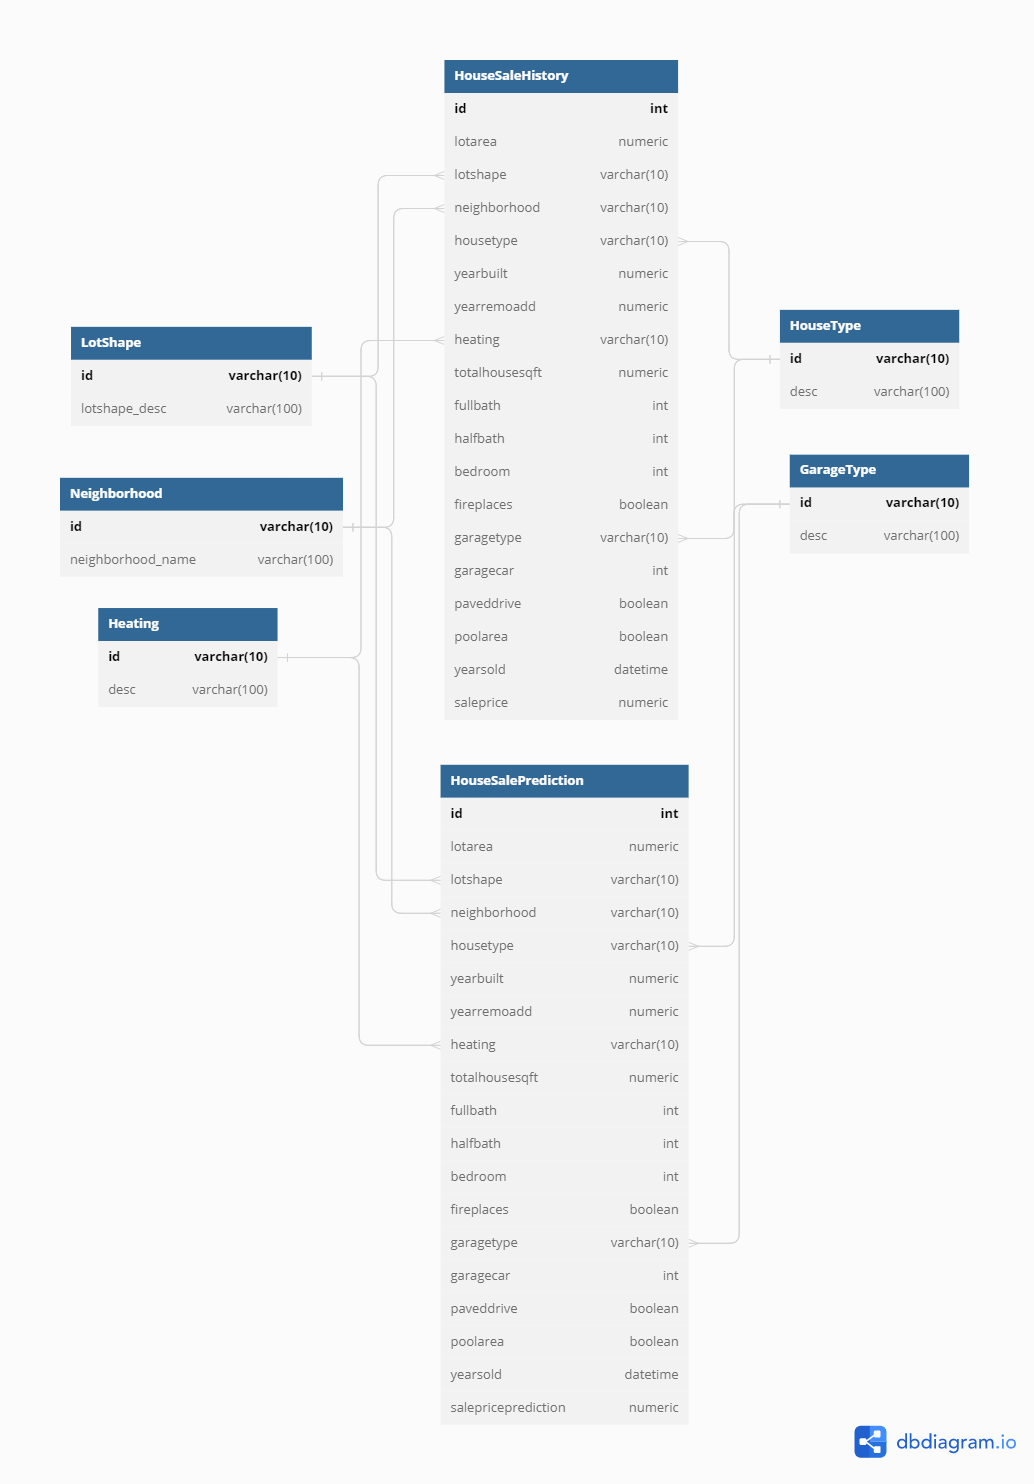 HouseSaleHistory
id int
lotarea numeric
lotshape varchar(10)
neighborhood varchar(10)
housetype varchar(10)
yearbuilt numeric
yearremoadd numeric
heating varchar(10)
totalhousesqft numeric
fullbath int
halfbath int
bedroom int
fireplaces boolean
garagetype varchar(10)
garagecar int
paveddrive boolean
poolarea boolean
yearsold datetime
saleprice numeric
LotShape
id varchar(10)
lotshape_desc varchar(100)
Neighborhood
id varchar(10)
neighborhood_name varchar(100)
Heating
id varchar(10)
desc varchar(100)
HouseType
id varchar(10)
desc varchar(100)
GarageType
id varchar(10)
desc varchar(100)
HouseSalePrediction
id int
lotarea numeric
lotshape varchar(10)
neighborhood varchar(10)
housetype varchar(10)
yearbuilt numeric
yearremoadd numeric
heating varchar(10)
totalhousesqft numeric
fullbath int
halfbath int
bedroom int
fireplaces boolean
garagetype varchar(10)
garagecar int
paveddrive boolean
poolarea boolean
yearsold datetime
salepriceprediction numeric
dbdiagram.io